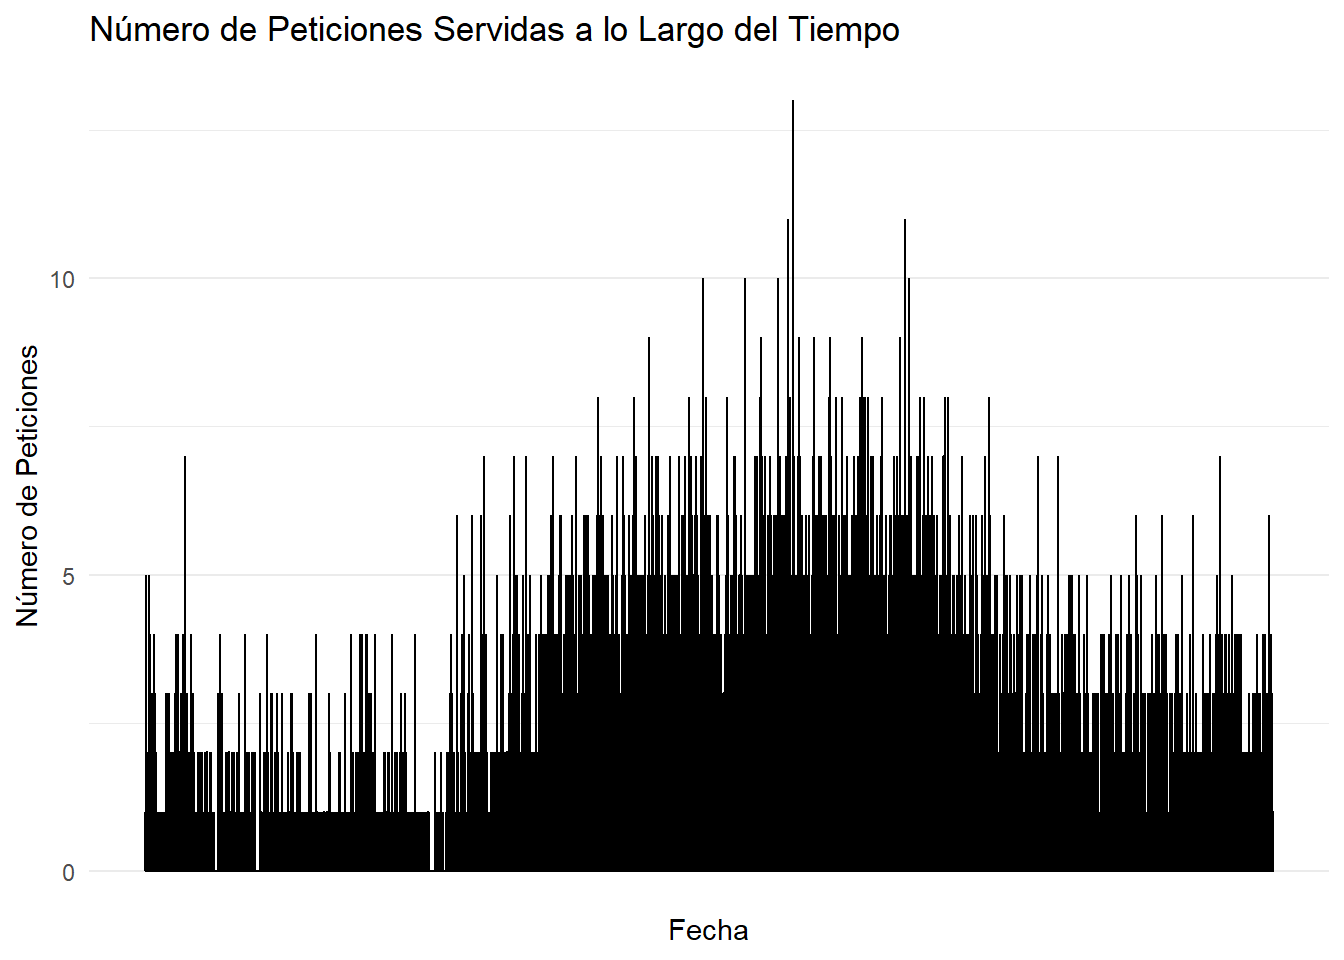 Número de Peticiones Servidas a lo Largo del Tiempo
10
5
0
Número de Peticiones
Fecha